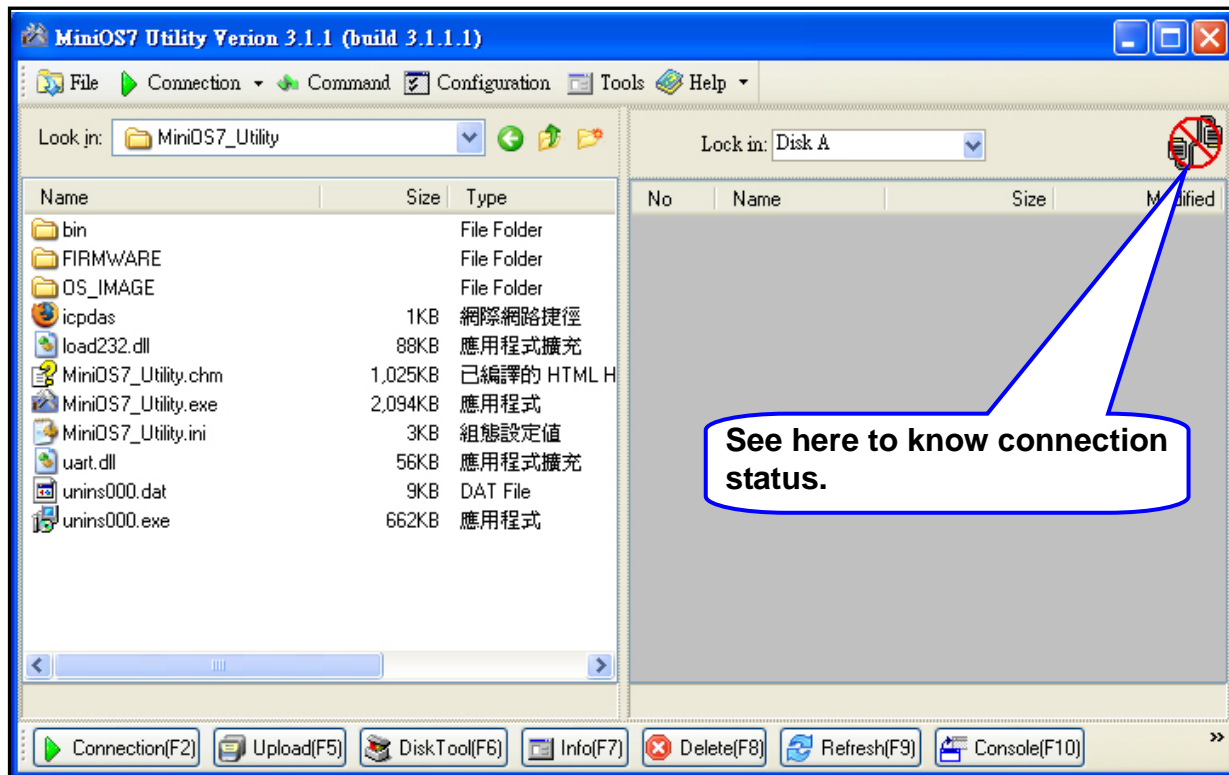 MiniOS7 Utility Verion 3.1.1 (build 3.1.1.1)
File Connection Command Configuration Tools Help
Look in: MiniOS7_Utility
Lock in: Disk A
Name Size Type
No Name Size Modified
bin File Folder
FIRMWARE File Folder
OS_IMAGE File Folder
icpdas 1KB 網際網路捷徑
load232.dll 88KB 應用程式擴充
MiniOS7_Utility.chm 1,025KB 已編譯的 HTML H
MiniOS7_Utility.exe 2,094KB 應用程式
MiniOS7_Utility.ini 3KB 組態設定值
uart.dll 56KB 應用程式擴充
unins000.dat 9KB DAT File
unins000.exe 662KB 應用程式
See here to know connection
status.
Connection(F2) Upload(F5) DiskTool(F6) Info(F7) Delete(F8) Refresh(F9) Console(F10) »